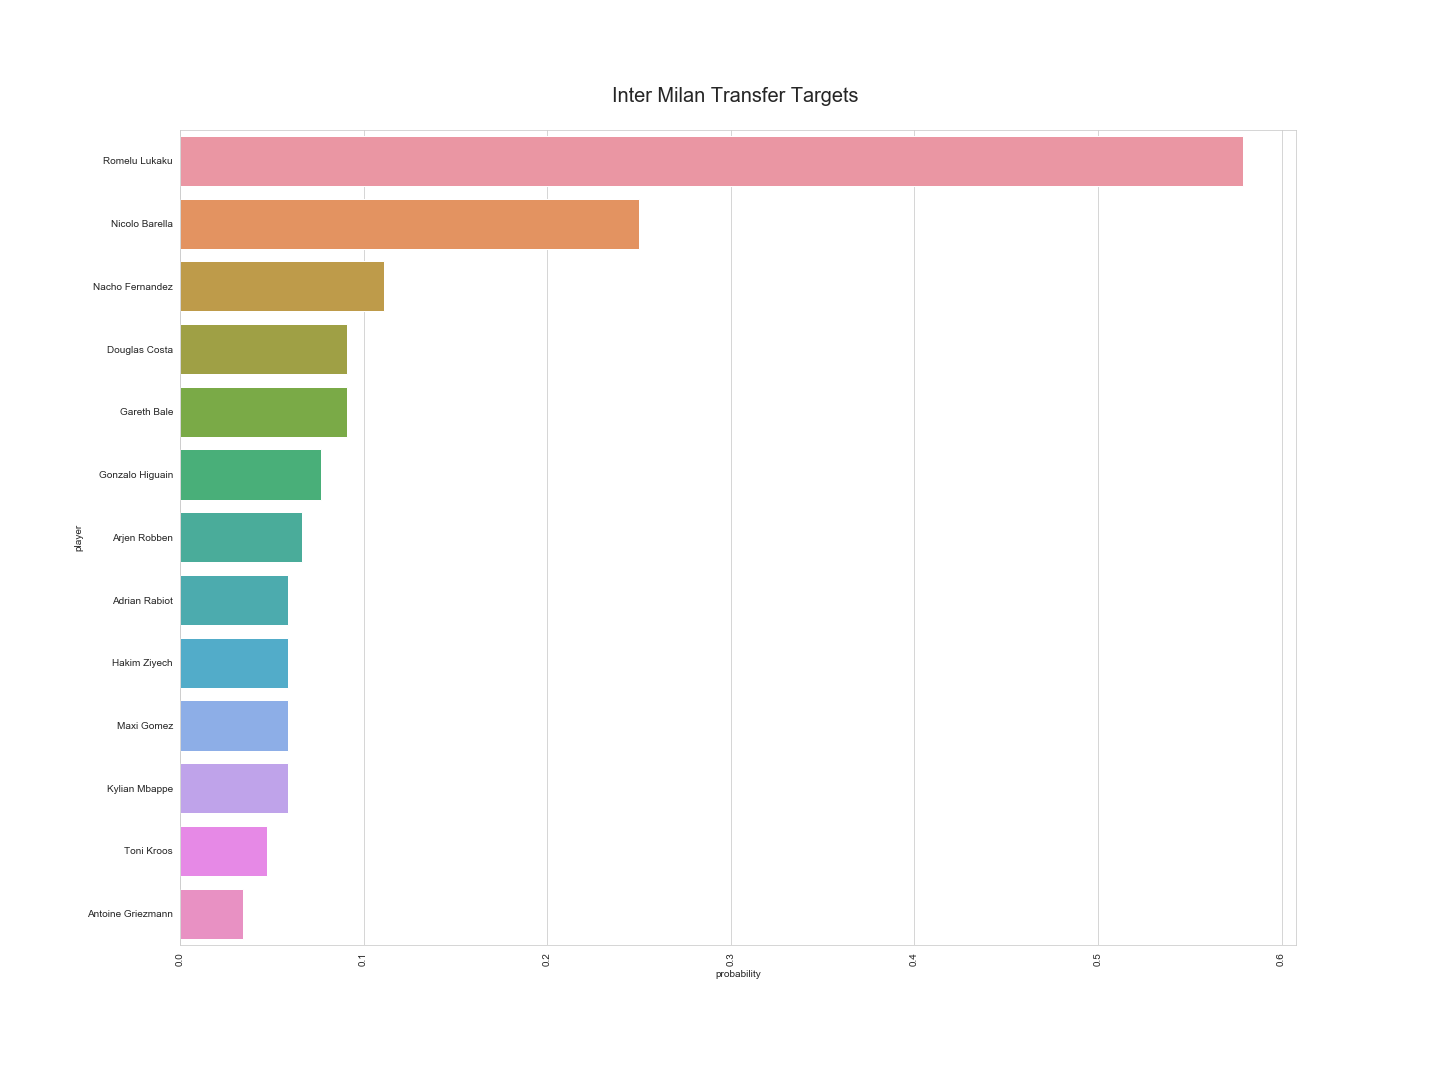 Inter Milan Transfer Targets
Romelu Lukaku
Nicolo Barella
Nacho Fernandez
Douglas Costa
Gareth Bale
Gonzalo Higuain
Arjen Robben
Adrian Rabiot
Hakim Ziyech
Maxi Gomez
Kylian Mbappe
Toni Kroos
Antoine Griezmann
player
0.0 0.1 0.2 0.3 0.4 0.5 0.6
probability